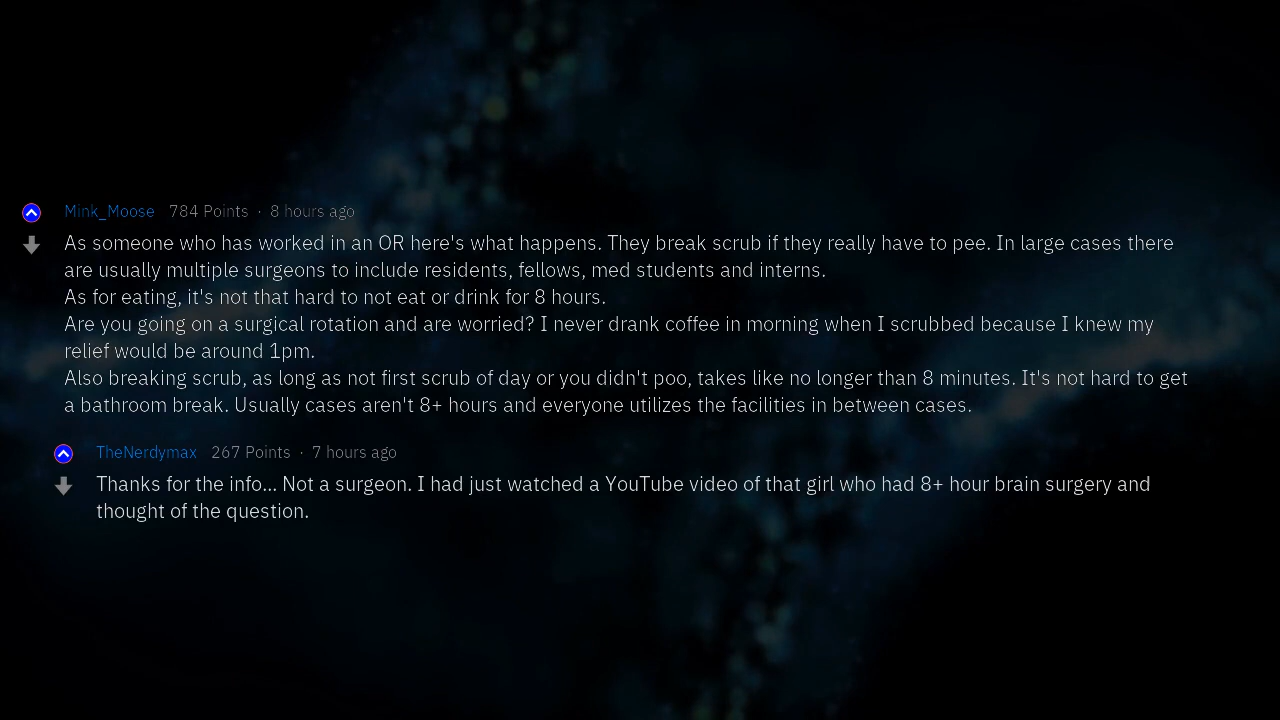 Mink_Moose 784 Points · 8 hours ago
As someone who has worked in an OR here's what happens. They break scrub if they really have to pee. In large cases there
are usually multiple surgeons to include residents, fellows, med students and interns.
As for eating, it's not that hard to not eat or drink for 8 hours.
Are you going on a surgical rotation and are worried? I never drank coffee in morning when I scrubbed because I knew my
relief would be around 1pm.
Also breaking scrub, as long as not first scrub of day or you didn't poo, takes like no longer than 8 minutes. It's not hard to get
a bathroom break. Usually cases aren't 8+ hours and everyone utilizes the facilities in between cases.
TheNerdymax 267 Points · 7 hours ago
Thanks for the info... Not a surgeon. I had just watched a YouTube video of that girl who had 8+ hour brain surgery and
thought of the question.